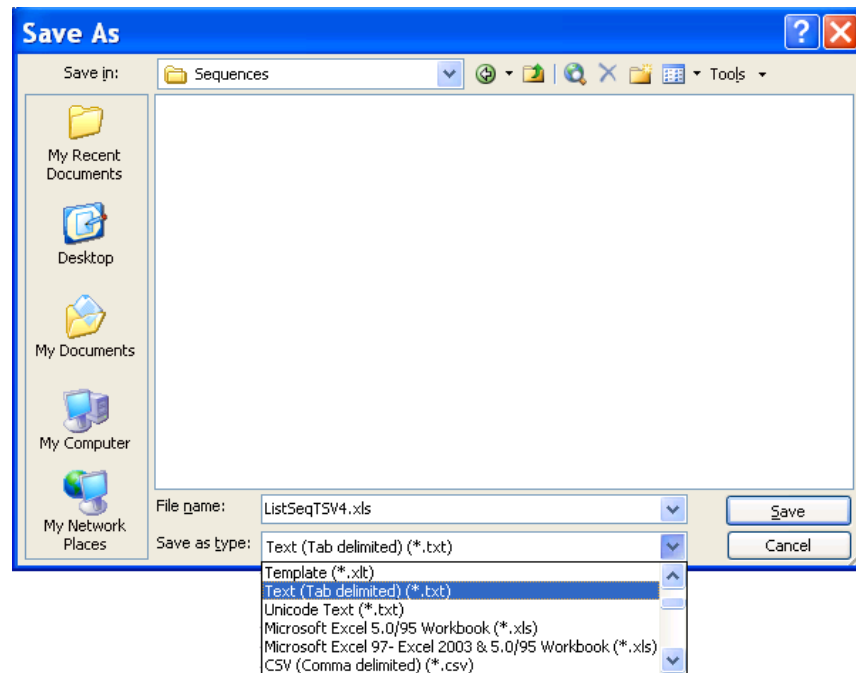 Save As
Save in:
Sequences
Tools
My Recent
Documents
Desktop
My Documents
My Computer
My Network
Places
File name:
ListSeqTSV4.xls
Save
Save as type:
Text (Tab delimited) (*.txt)
Cancel
Template (*.xlt)
Text (Tab delimited) (*.txt)
Unicode Text (*.txt)
Microsoft Excel 5.0/95 Workbook (*.xls)
Microsoft Excel 97- Excel 2003 & 5.0/95 Workbook (*.xls)
CSV (Comma delimited) (*.csv)